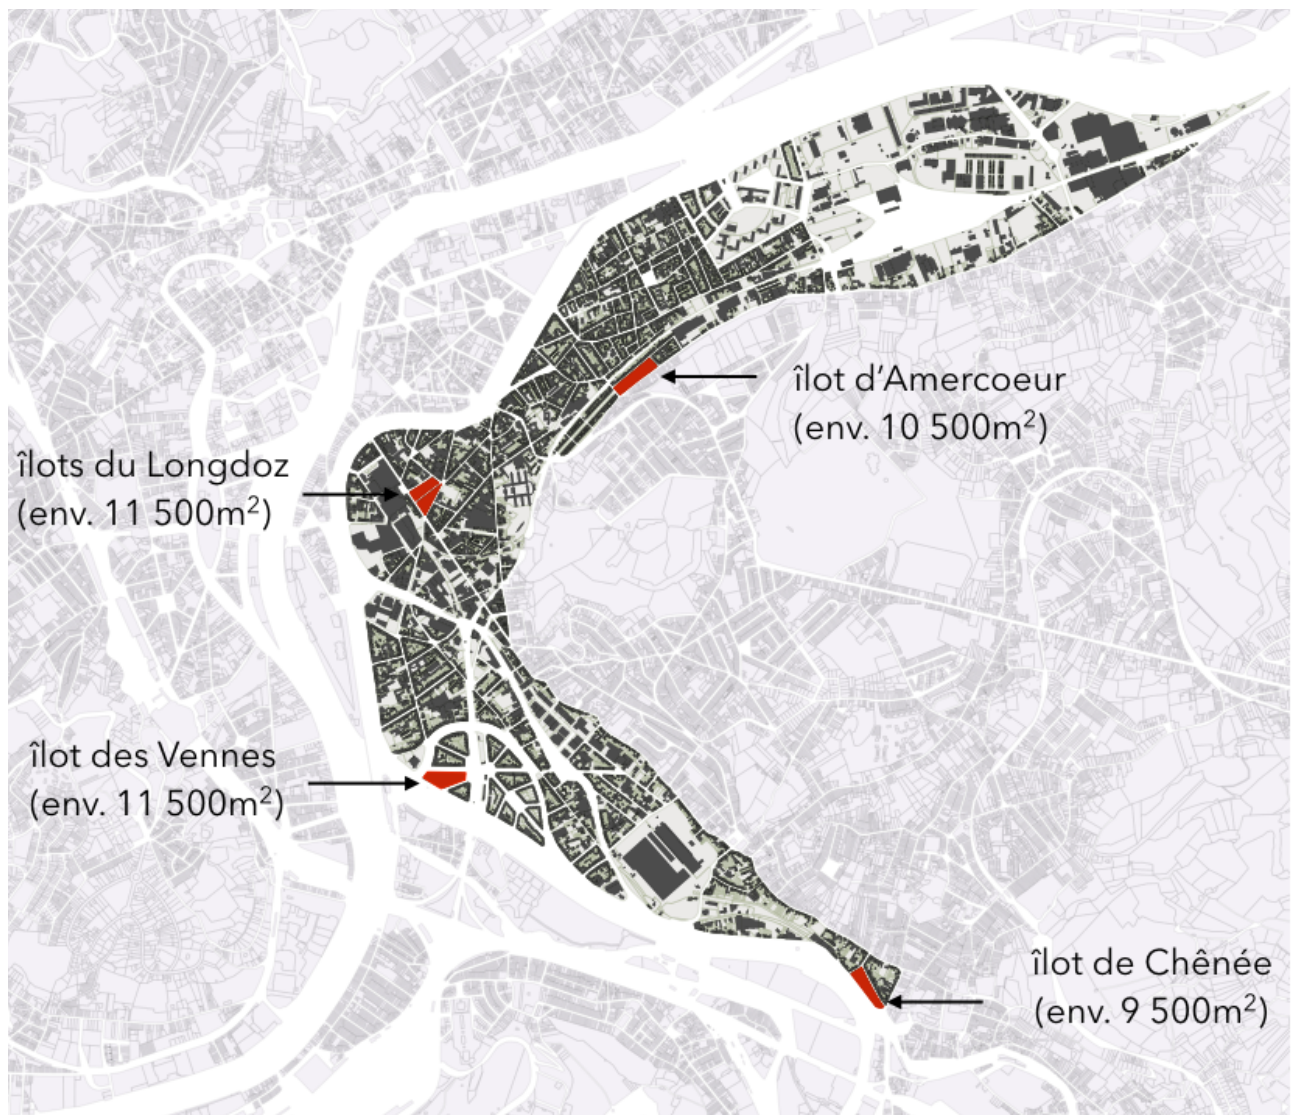 îlot d'Amercoeur
(env. 10 500m²)
îlots du Longdoz
(env. 11 500m²)
îlot des Vennes
(env. 11 500m²)
îlot de Chênée
(env. 9 500m²)